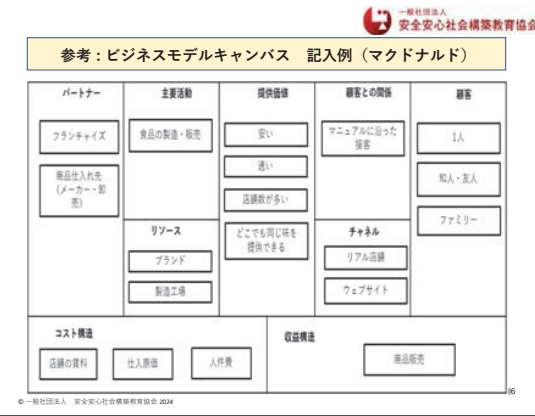 一般社団法人
安全安心社会構築教育協会
参考：ビジネスモデルキャンバス　記入例（マクドナルド）
パートナー
フランチャイズ
商品仕入れ先
(メーカー・卸
売)
主要活動
食品の製造・販売
リソース
ブランド
製造工場
提供価値
安い
速い
店舗数が多い
どこでも同じ味を
提供できる
顧客との関係
マニュアルに沿った
接客
チャネル
リアル店舗
ウェブサイト
顧客
1人
知人・友人
ファミリー
コスト構造
店舗の賃料
仕入原価
人件費
収益構造
商品販売
© 一般社団法人　安全安心社会構築教育協会 2024